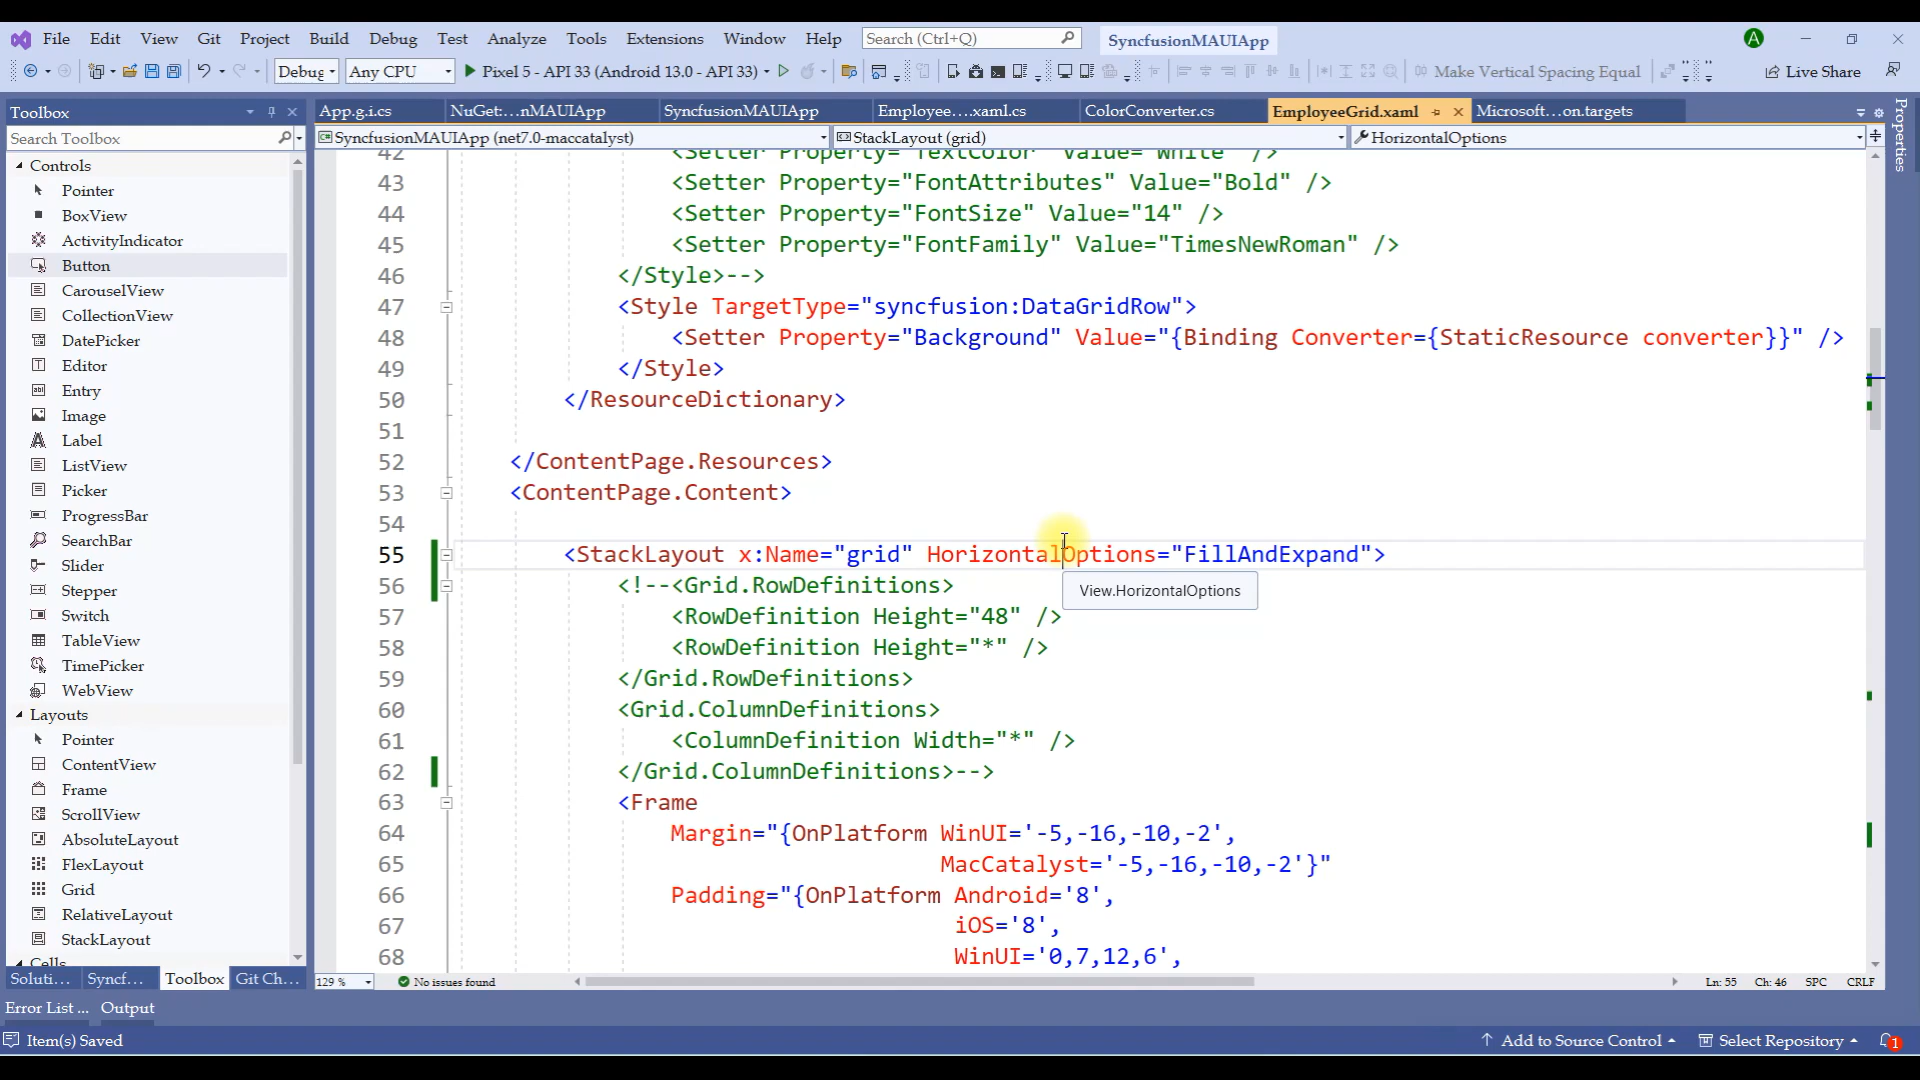 File Edit View Git Project Build Debug Test Analyze Tools Extensions Window Help Search (Ctrl+Q) SyncfusionMAUIApp A
Debug Any CPU Pixel 5 - API 33 (Android 13.0 - API 33) Make Vertical Spacing Equal Live Share
Toolbox
App.g.i.cs NuGet:...nMAUIApp SyncfusionMAUIApp Employee....xaml.cs ColorConverter.cs EmployeeGrid.xaml Microsoft...on.targets
Properties
Search Toolbox
SyncfusionMAUIApp (net7.0-maccatalyst) StackLayout (grid) HorizontalOptions
Controls
Pointer
BoxView
ActivityIndicator
Button
CarouselView
CollectionView
DatePicker
Editor
Entry
Image
Label
ListView
Picker
ProgressBar
SearchBar
Slider
Stepper
Switch
TableView
TimePicker
WebView
Layouts
Pointer
ContentView
Frame
ScrollView
AbsoluteLayout
FlexLayout
Grid
RelativeLayout
StackLayout
Cells
42 <Setter Property="TextColor" Value="White" />
43 <Setter Property="FontAttributes" Value="Bold" />
44 <Setter Property="FontSize" Value="14" />
45 <Setter Property="FontFamily" Value="TimesNewRoman" />
46 </Style>-->
47 <Style TargetType="syncfusion:DataGridRow">
48 <Setter Property="Background" Value="{Binding Converter={StaticResource converter}}" />
49 </Style>
50 </ResourceDictionary>
51
52 </ContentPage.Resources>
53 <ContentPage.Content>
54
55 <StackLayout x:Name="grid" HorizontalOptions="FillAndExpand">
56 <!--<Grid.RowDefinitions>
View.HorizontalOptions
57 <RowDefinition Height="48" />
58 <RowDefinition Height="*" />
59 </Grid.RowDefinitions>
60 <Grid.ColumnDefinitions>
61 <ColumnDefinition Width="*" />
62 </Grid.ColumnDefinitions>-->
63 <Frame
64 Margin="{OnPlatform WinUI='-5,-16,-10,-2',
65 MacCatalyst='-5,-16,-10,-2'}"
66 Padding="{OnPlatform Android='8',
67 iOS='8',
68 WinUI='0,7,12,6',
Soluti... Syncf... Toolbox Git Ch...
129 % No issues found Ln: 55 Ch: 46 SPC CRLF
Error List ... Output
Item(s) Saved Add to Source Control Select Repository 1